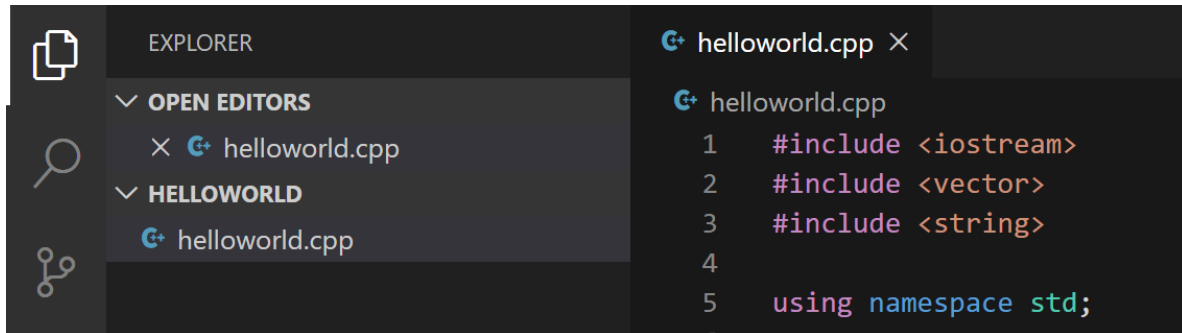 EXPLORER
OPEN EDITORS
helloworld.cpp
HELLOWORLD
helloworld.cpp
helloworld.cpp
helloworld.cpp
1 #include <iostream>
2 #include <vector>
3 #include <string>
4
5 using namespace std;